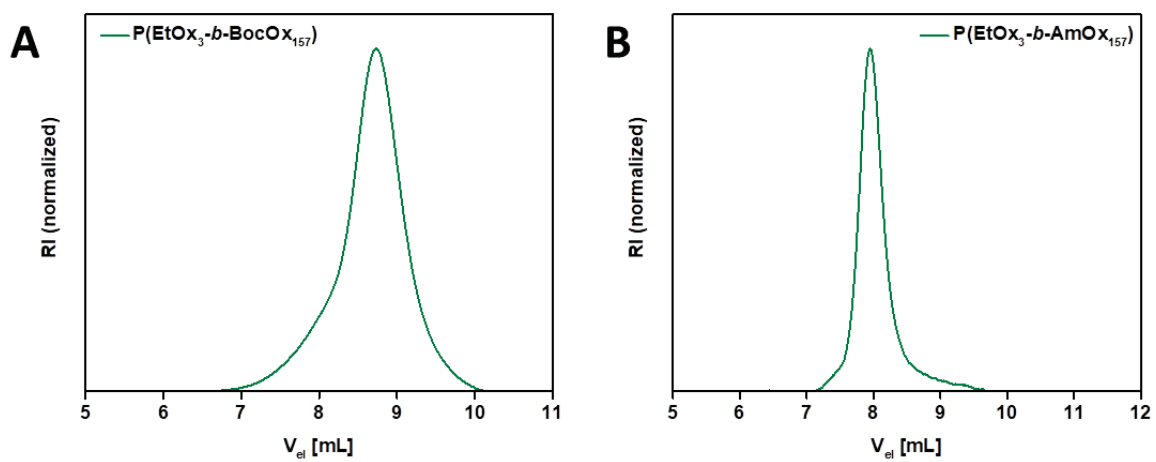 A
P(EtOx₃-b-BocOx₁₅₇)
RI (normalized)
5 6 7 8 9 10 11
Vₑₗ [mL]
B
P(EtOx₃-b-AmOx₁₅₇)
RI (normalized)
5 6 7 8 9 10 11 12
Vₑₗ [mL]